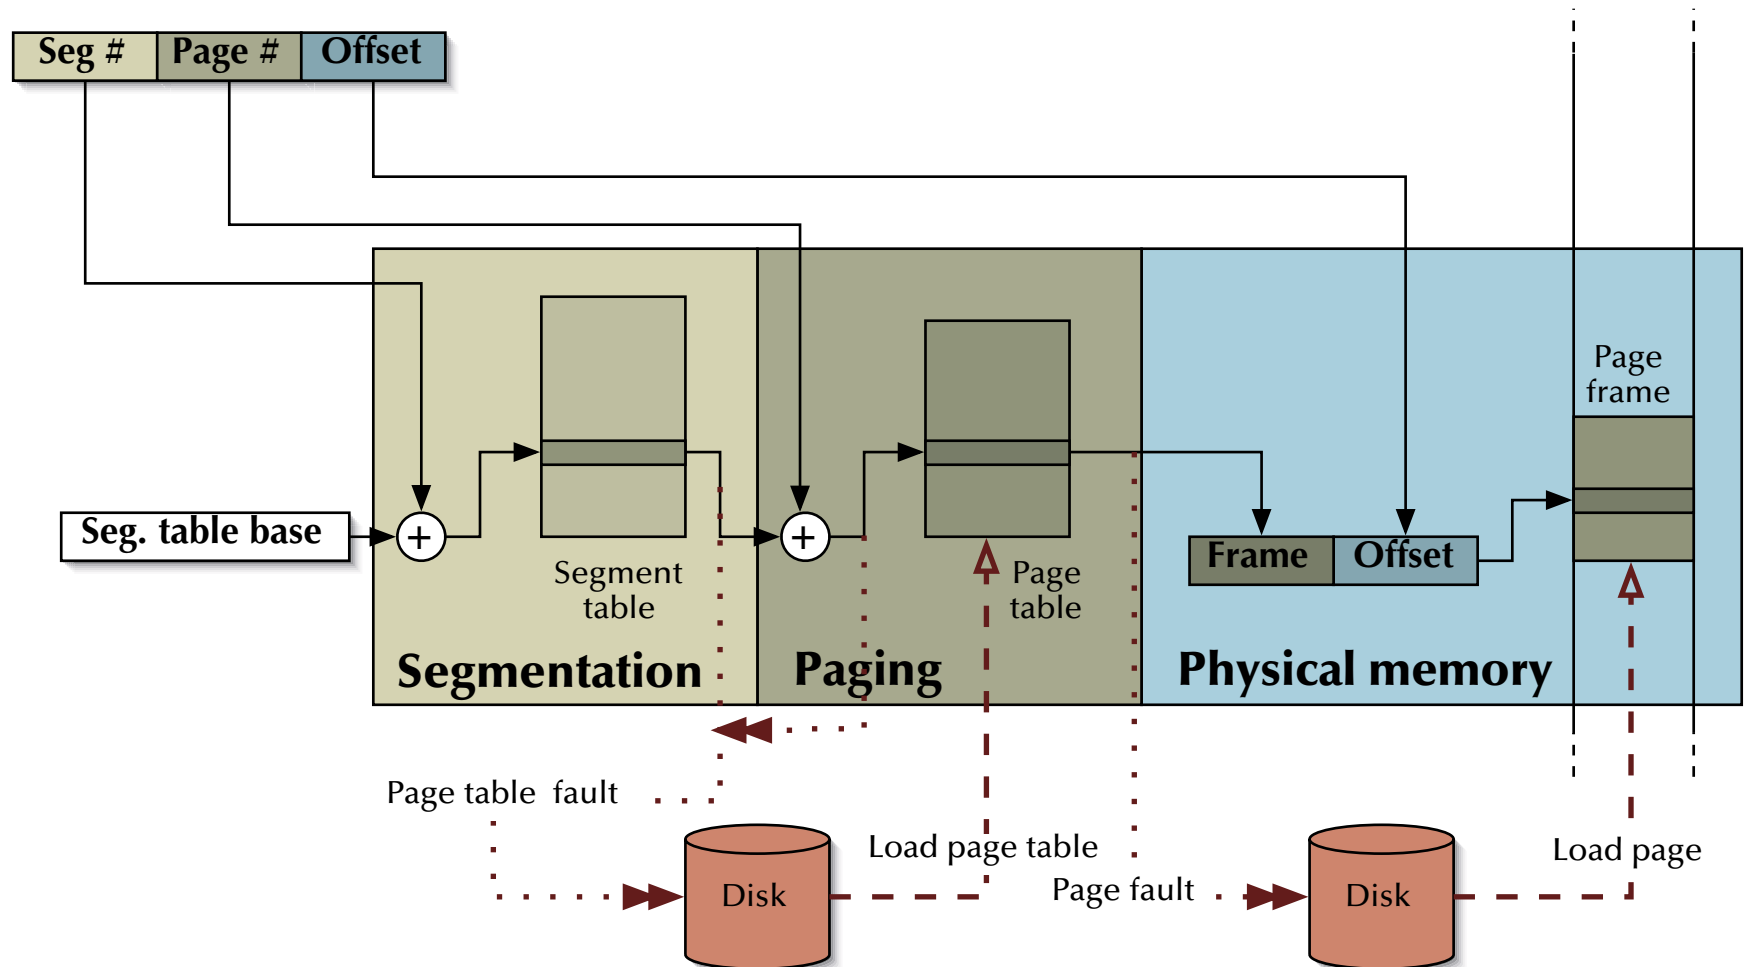 Seg # Page # Offset
Page
frame
Seg. table base
+
+
Frame Offset
Segment
table
Page
table
Segmentation
Paging
Physical memory
Page table fault
Load page table
Load page
Page fault
Disk
Disk